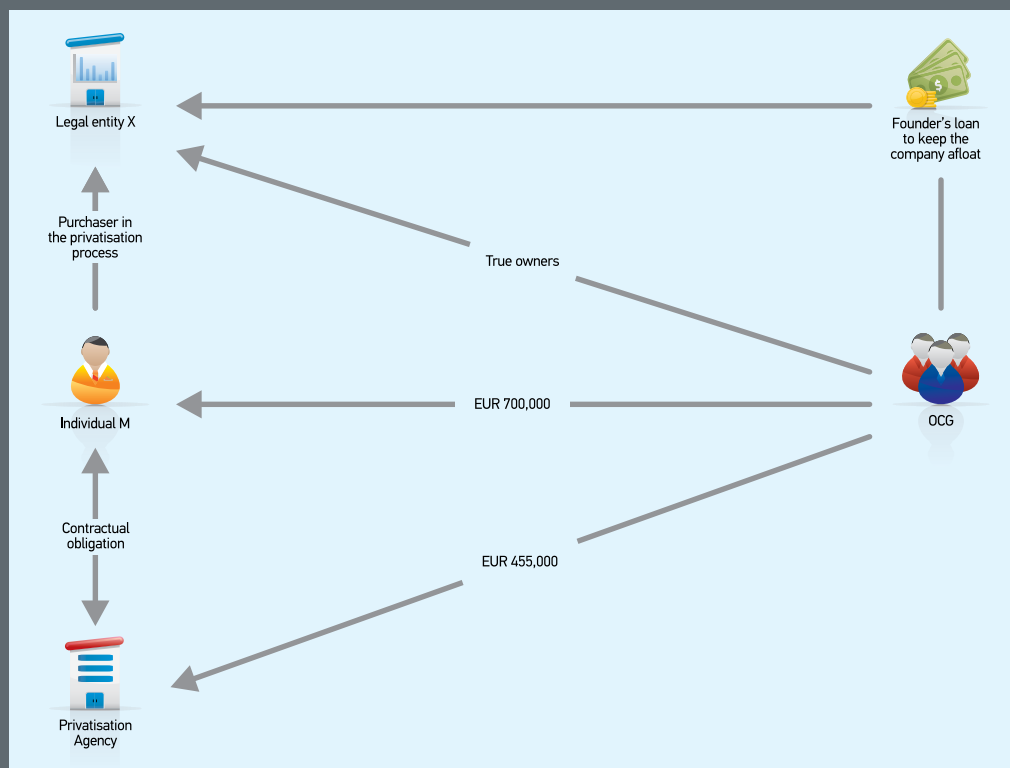 Legal entity X
Founder's loan
to keep the
company afloat
Purchaser in
the privatisation
process
True owners
Individual M
EUR 700,000
OCG
Contractual
obligation
EUR 455,000
Privatisation
Agency